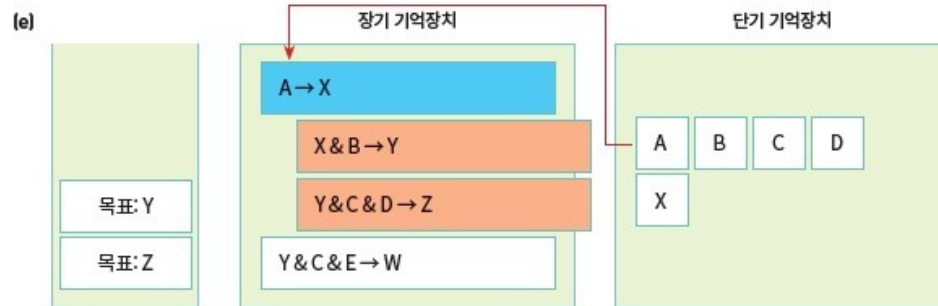 (e)
장기 기억장치
단기 기억장치
A→X
X&B→Y
A B C D
Y&C&D→Z
X
목표: Y
목표: Z
Y&C&E→W